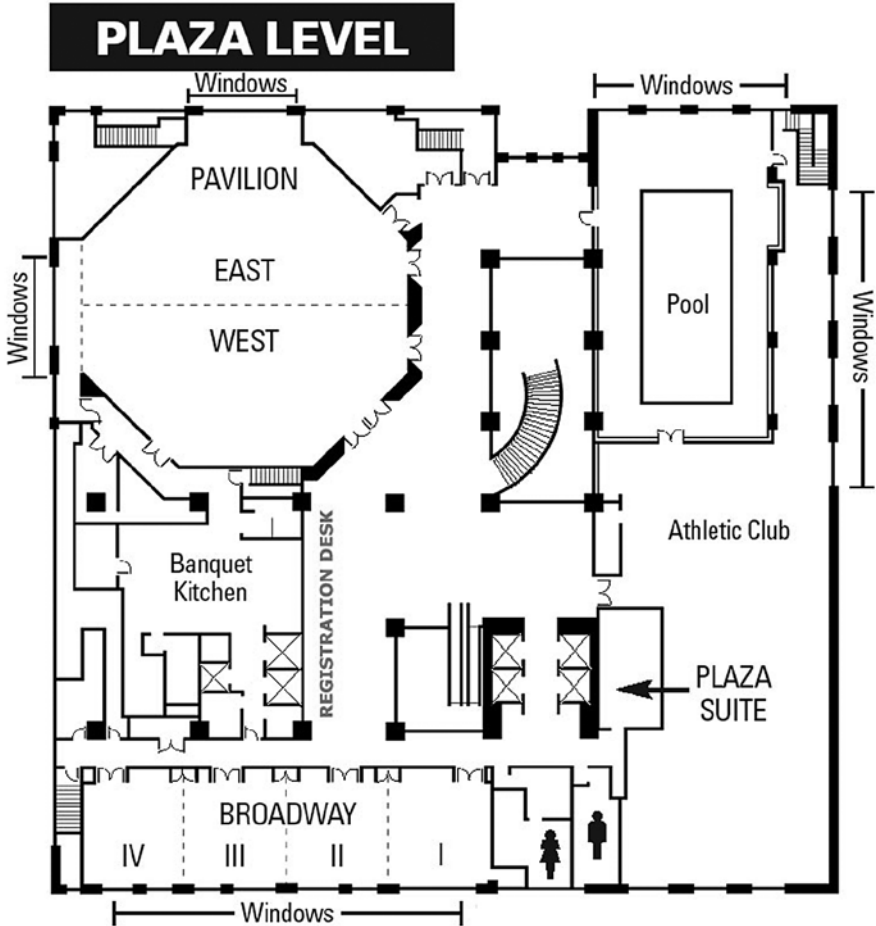 PLAZA LEVEL
Windows
Windows
PAVILION
EAST
WEST
Windows
Pool
Windows
Athletic Club
Banquet
Kitchen
REGISTRATION DESK
PLAZA
SUITE
BROADWAY
IV
III
II
I
Windows